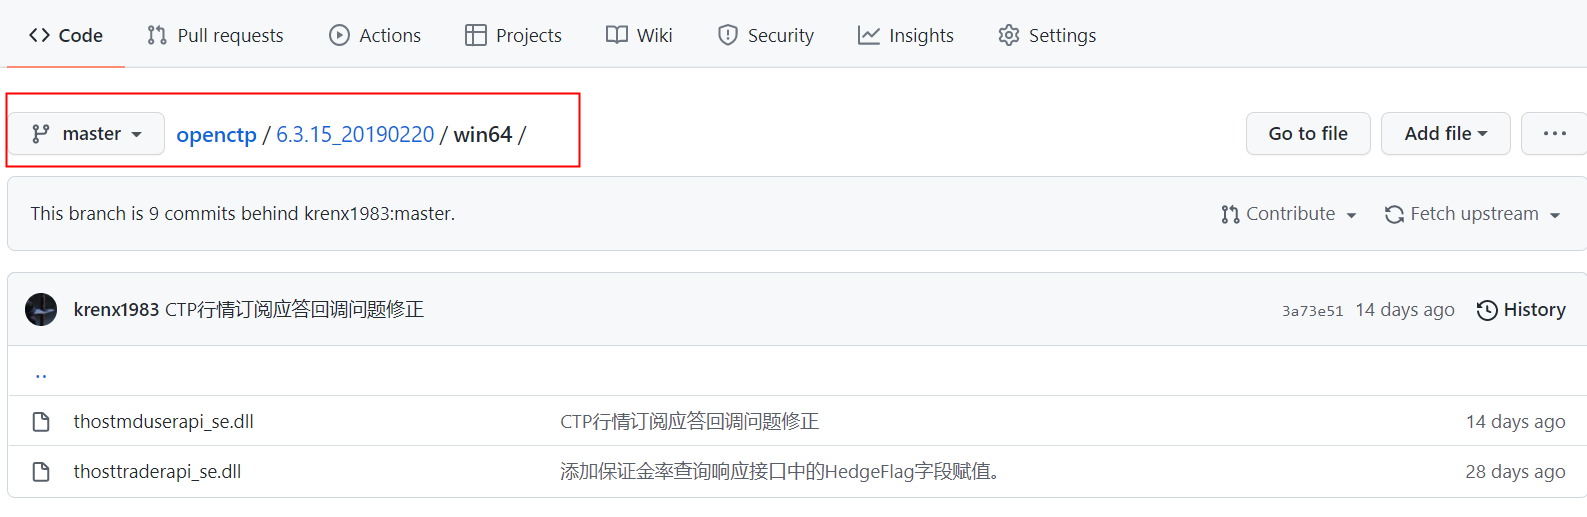 Code Pull requests Actions Projects Wiki Security Insights Settings
master openctp / 6.3.15_20190220 / win64 / Go to file Add file ...
This branch is 9 commits behind krenx1983:master. Contribute Fetch upstream
krenx1983 CTP行情订阅应答回调问题修正 3a73e51 14 days ago History
..
thostmduserapi_se.dll CTP行情订阅应答回调问题修正 14 days ago
thosttraderapi_se.dll 添加保证金率查询响应接口中的HedgeFlag字段赋值。 28 days ago